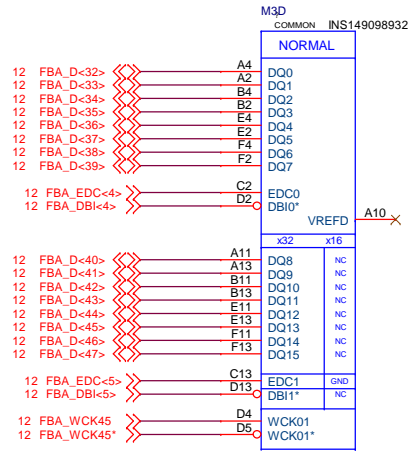 M3D
COMMON INS149098932
NORMAL
12 FBA_D<32> A4 DQ0
12 FBA_D<33> A2 DQ1
12 FBA_D<34> B4 DQ2
12 FBA_D<35> B2 DQ3
12 FBA_D<36> E4 DQ4
12 FBA_D<37> E2 DQ5
12 FBA_D<38> F4 DQ6
12 FBA_D<39> F2 DQ7
12 FBA_EDC<4> C2 EDC0
12 FBA_DBI<4> D2 DBI0*
VREFD A10
x32 x16
12 FBA_D<40> A11 DQ8 NC
12 FBA_D<41> A13 DQ9 NC
12 FBA_D<42> B11 DQ10 NC
12 FBA_D<43> B13 DQ11 NC
12 FBA_D<44> E11 DQ12 NC
12 FBA_D<45> E13 DQ13 NC
12 FBA_D<46> F11 DQ14 NC
12 FBA_D<47> F13 DQ15 NC
12 FBA_EDC<5> C13 EDC1 GND
12 FBA_DBI<5> D13 DBI1* NC
12 FBA_WCK45 D4 WCK01
12 FBA_WCK45* D5 WCK01*